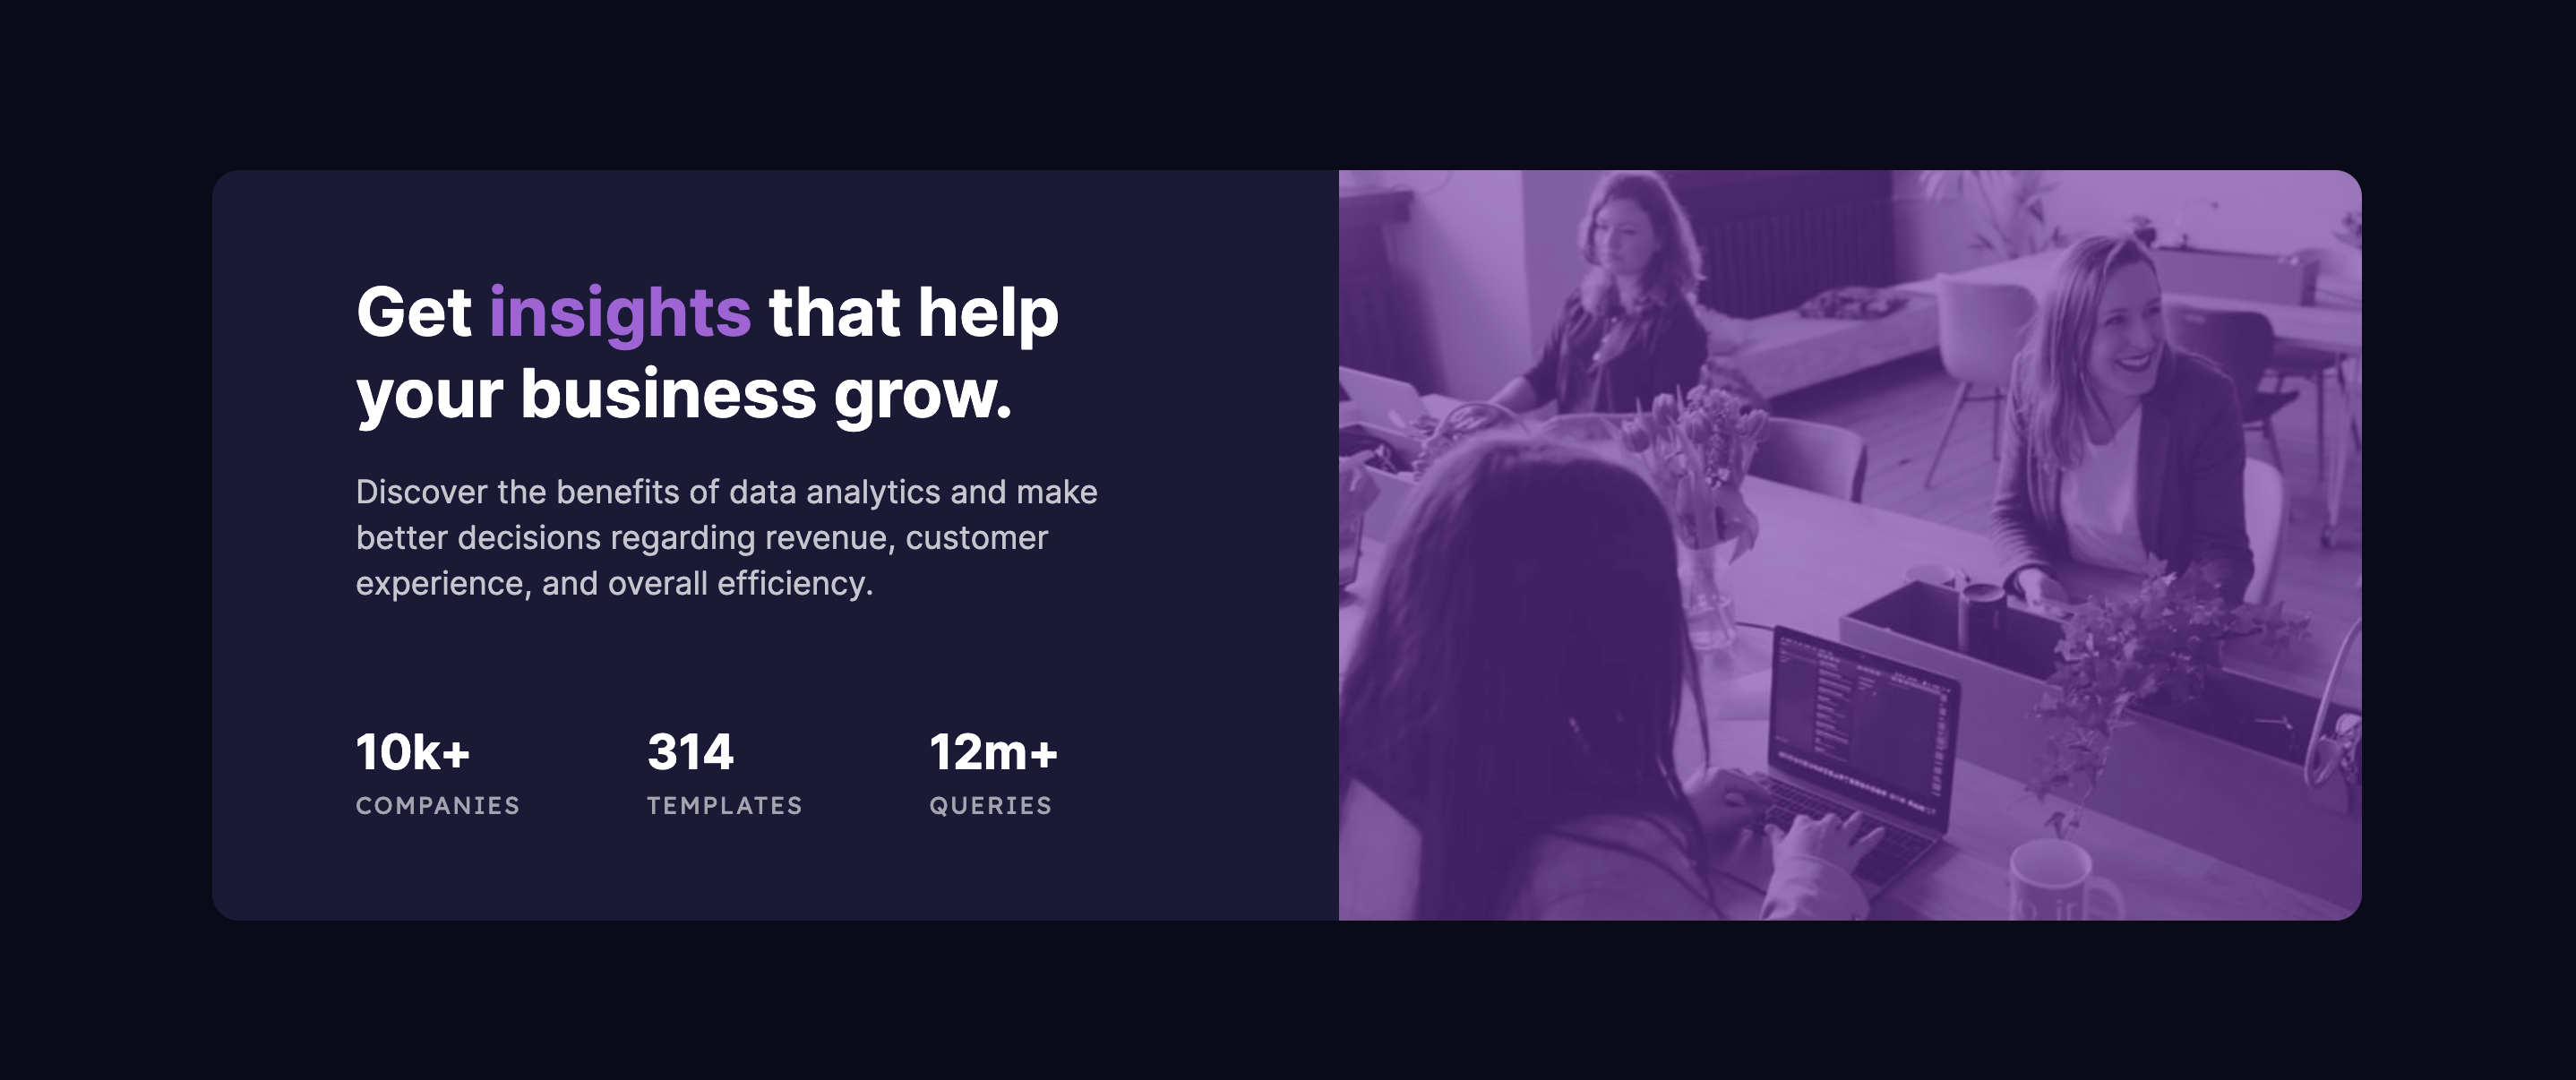 Get insights that help
your business grow.
Discover the benefits of data analytics and make
better decisions regarding revenue, customer
experience, and overall efficiency.
10k+ 314 12m+
COMPANIES TEMPLATES QUERIES